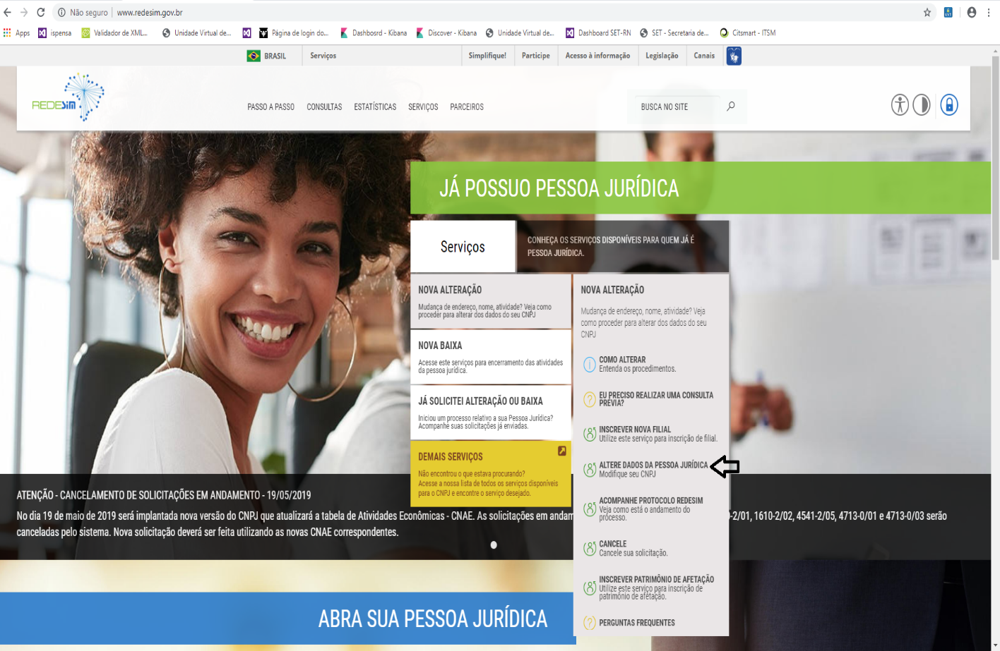 Não seguro | www.redesim.gov.br
Apps ispensa Validador de XML... Unidade Virtual de... Página de login do... Dashbosrd - Kibana Discover - Kibana Unidade Virtual de... Dashboard SET-RN SET - Secretaria de... Citsmart - ITSM
BRASIL Serviços Simplifique! Participe Acesso à informação Legislação Canais
REDESIM
PASSO A PASSO CONSULTAS ESTATÍSTICAS SERVIÇOS PARCEIROS BUSCA NO SITE
JÁ POSSUO PESSOA JURÍDICA
Serviços
CONHEÇA OS SERVIÇOS DISPONÍVEIS PARA QUEM JÁ É
PESSOA JURÍDICA.
NOVA ALTERAÇÃO
Mudança de endereço, nome, atividade? Veja como
proceder para alterar dos dados do seu CNPJ
NOVA BAIXA
Acesse este serviços para encerramento das atividades
da pessoa jurídica.
JÁ SOLICITEI ALTERAÇÃO OU BAIXA
Iniciou um processo relativo a sua Pessoa Jurídica?
Acompanhe suas solicitações já enviadas.
DEMAIS SERVIÇOS
Não encontrou o que estava procurando?
Acesse a nossa lista de todos os serviços disponíveis
para o CNPJ e encontre o serviço desejado.
NOVA ALTERAÇÃO
Mudança de endereço, nome, atividade? Veja
como proceder para alterar dos dados do seu
CNPJ
COMO ALTERAR
Entenda os procedimentos.
EU PRECISO REALIZAR UMA CONSULTA
PRÉVIA?
INSCREVER NOVA FILIAL
Utilize este serviço para inscrição de filial.
ALTERE DADOS DA PESSOA JURÍDICA
Modifique seu CNPJ
ACOMPANHE PROTOCOLO REDESIM
Veja como está o andamento do
processo.
CANCELE
Cancele sua solicitação.
INSCREVER PATRIMÔNIO DE AFETAÇÃO
Utilize este serviço para inscrição de
patrimônio de afetação.
PERGUNTAS FREQUENTES
ATENÇÃO - CANCELAMENTO DE SOLICITAÇÕES EM ANDAMENTO - 19/05/2019
No dia 19 de maio de 2019 será implantada nova versão do CNPJ que atualizará a tabela de Atividades Econômicas - CNAE. As solicitações em andam -2/01, 1610-2/02, 4541-2/05, 4713-0/01 e 4713-0/03 serão
canceladas pelo sistema. Nova solicitação deverá ser feita utilizando as novas CNAE correspondentes.
ABRA SUA PESSOA JURÍDICA